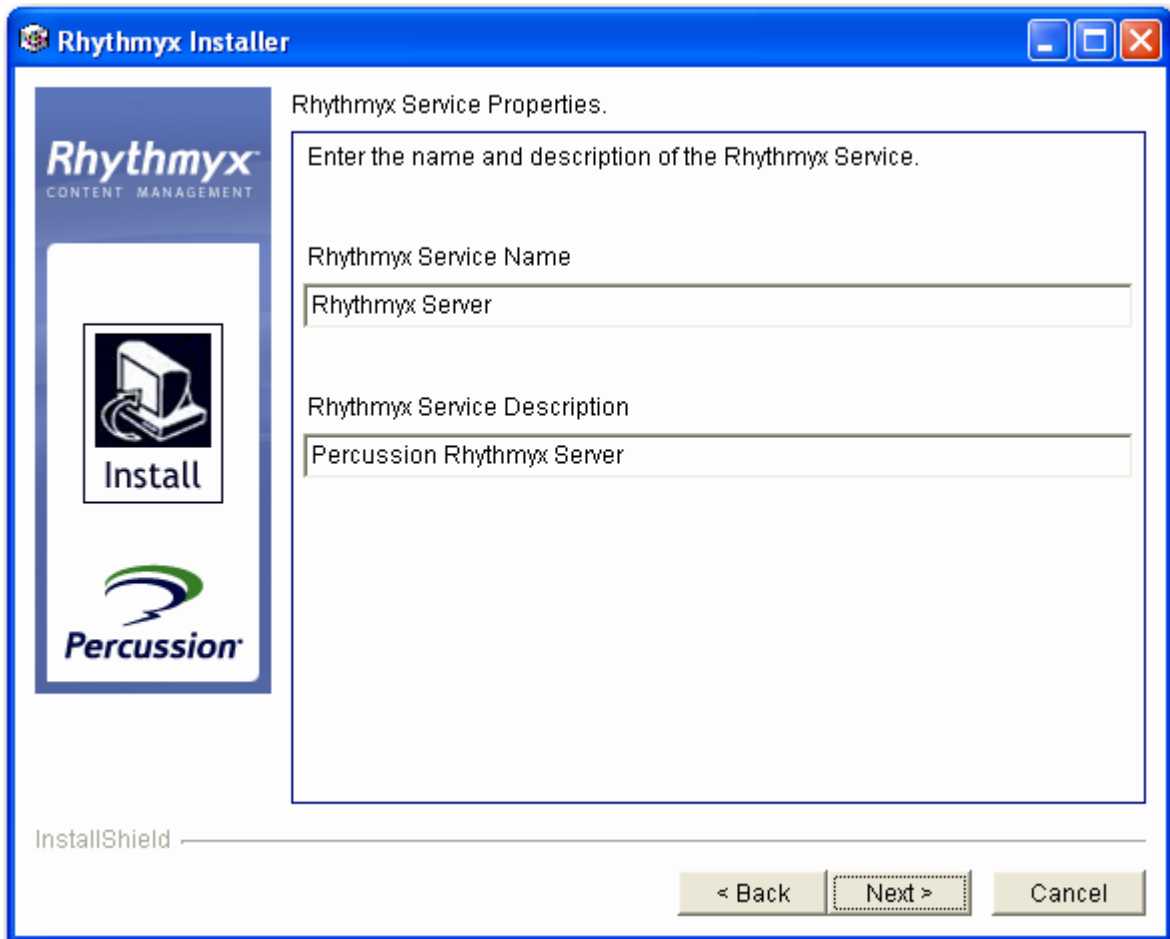 Rhythmyx Installer
Rhythmyx
CONTENT MANAGEMENT
Install
Percussion
Rhythmyx Service Properties.
Enter the name and description of the Rhythmyx Service.
Rhythmyx Service Name
Rhythmyx Server
Rhythmyx Service Description
Percussion Rhythmyx Server
InstallShield
< Back
Next >
Cancel